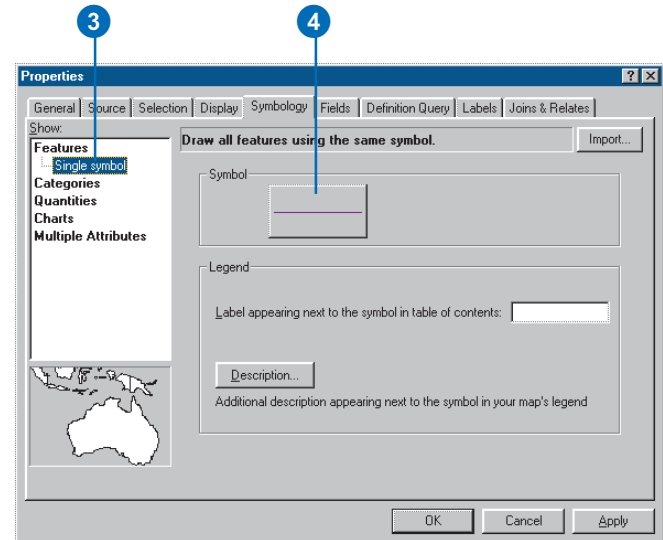 3
4
Properties
? X
General Source Selection Display Symbology Fields Definition Query Labels Joins & Relates
Show:
Features
Single symbol
Categories
Quantities
Charts
Multiple Attributes
Draw all features using the same symbol.
Import...
Symbol
Legend
Label appearing next to the symbol in table of contents:
Description...
Additional description appearing next to the symbol in your map's legend
OK Cancel Apply